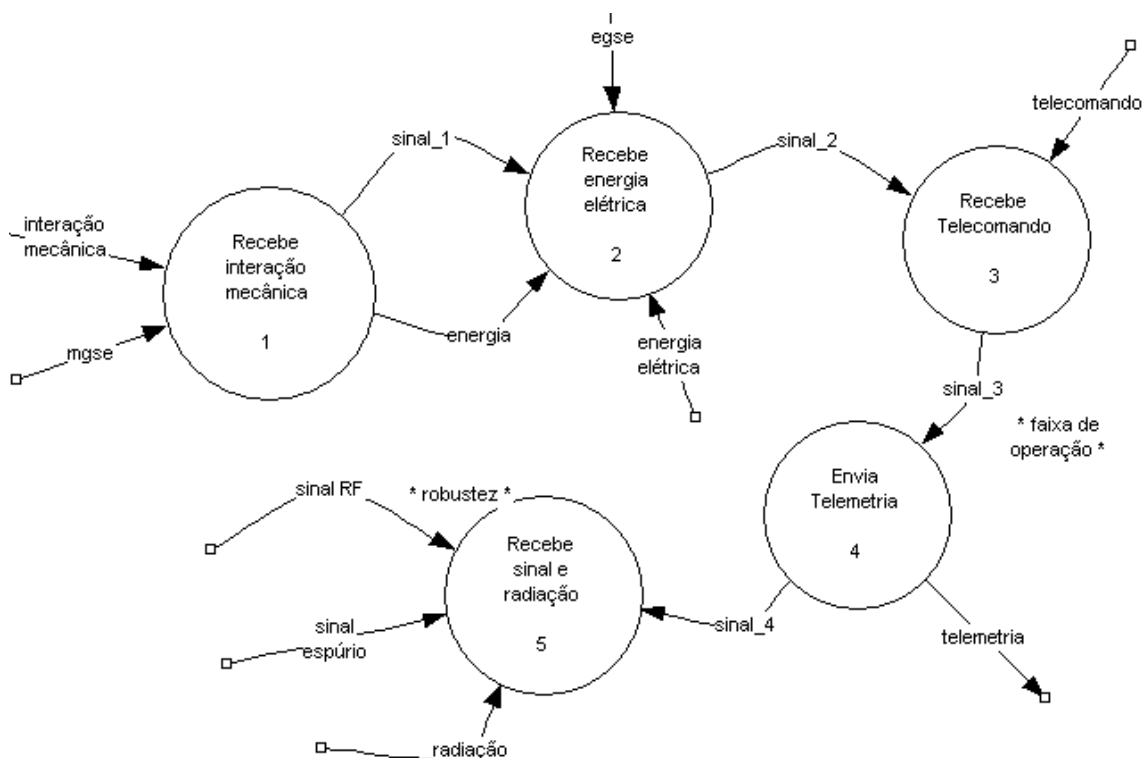 egse
telecomando
sinal_1
Recebe
energia
elétrica
2
sinal_2
Recebe
Telecomando
3
interação
mecânica
Recebe
interação
mecânica
1
mgse
energia
energia
elétrica
sinal_3
* faixa de
operação *
Envia
Telemetria
4
sinal RF
* robustez *
Recebe
sinal e
radiação
5
sinal
espúrio
sinal_4
telemetria
radiação